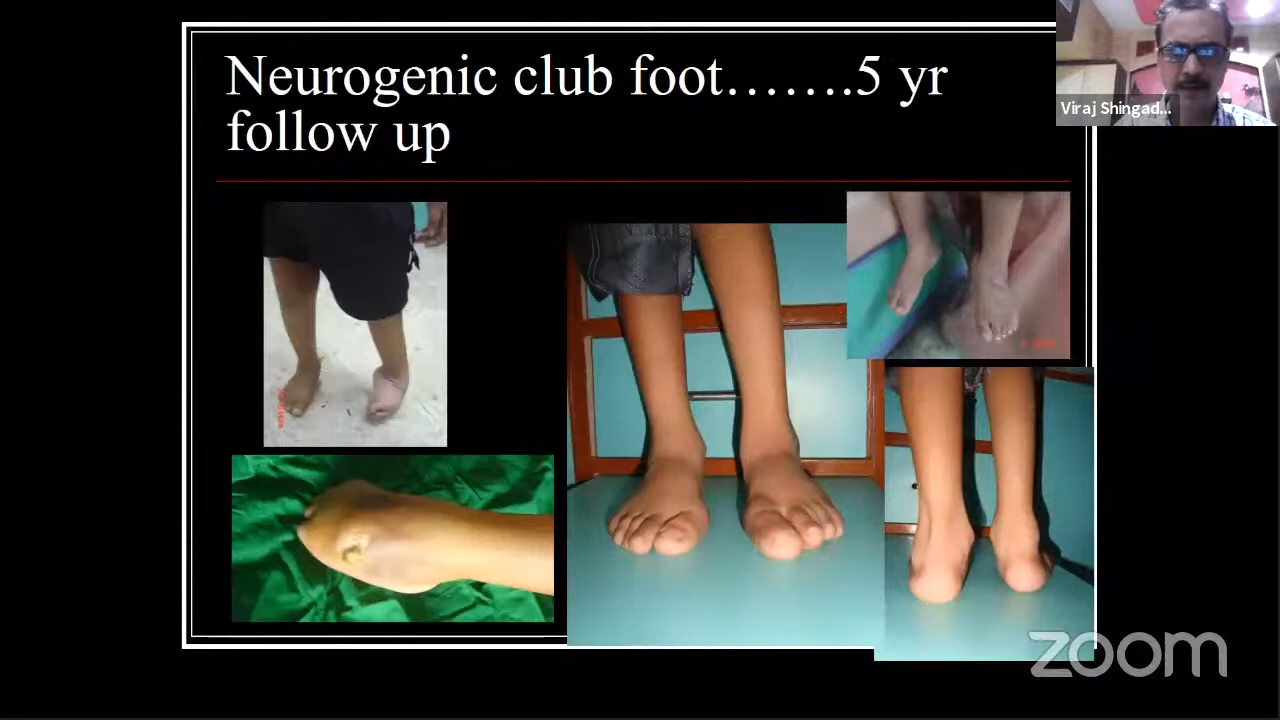 Neurogenic club foot…….5 yr
follow up
Viraj Shingad...
zoom